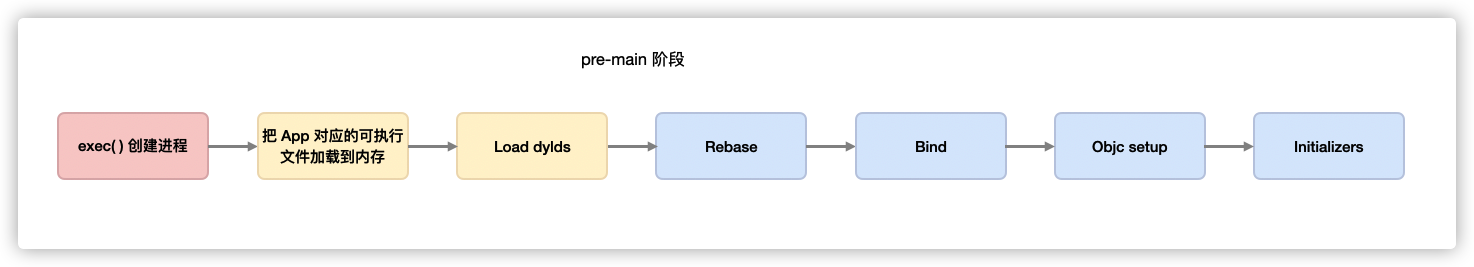 pre-main 阶段
exec( ) 创建进程
把 App 对应的可执行
文件加载到内存
Load dylds
Rebase
Bind
Objc setup
Initializers